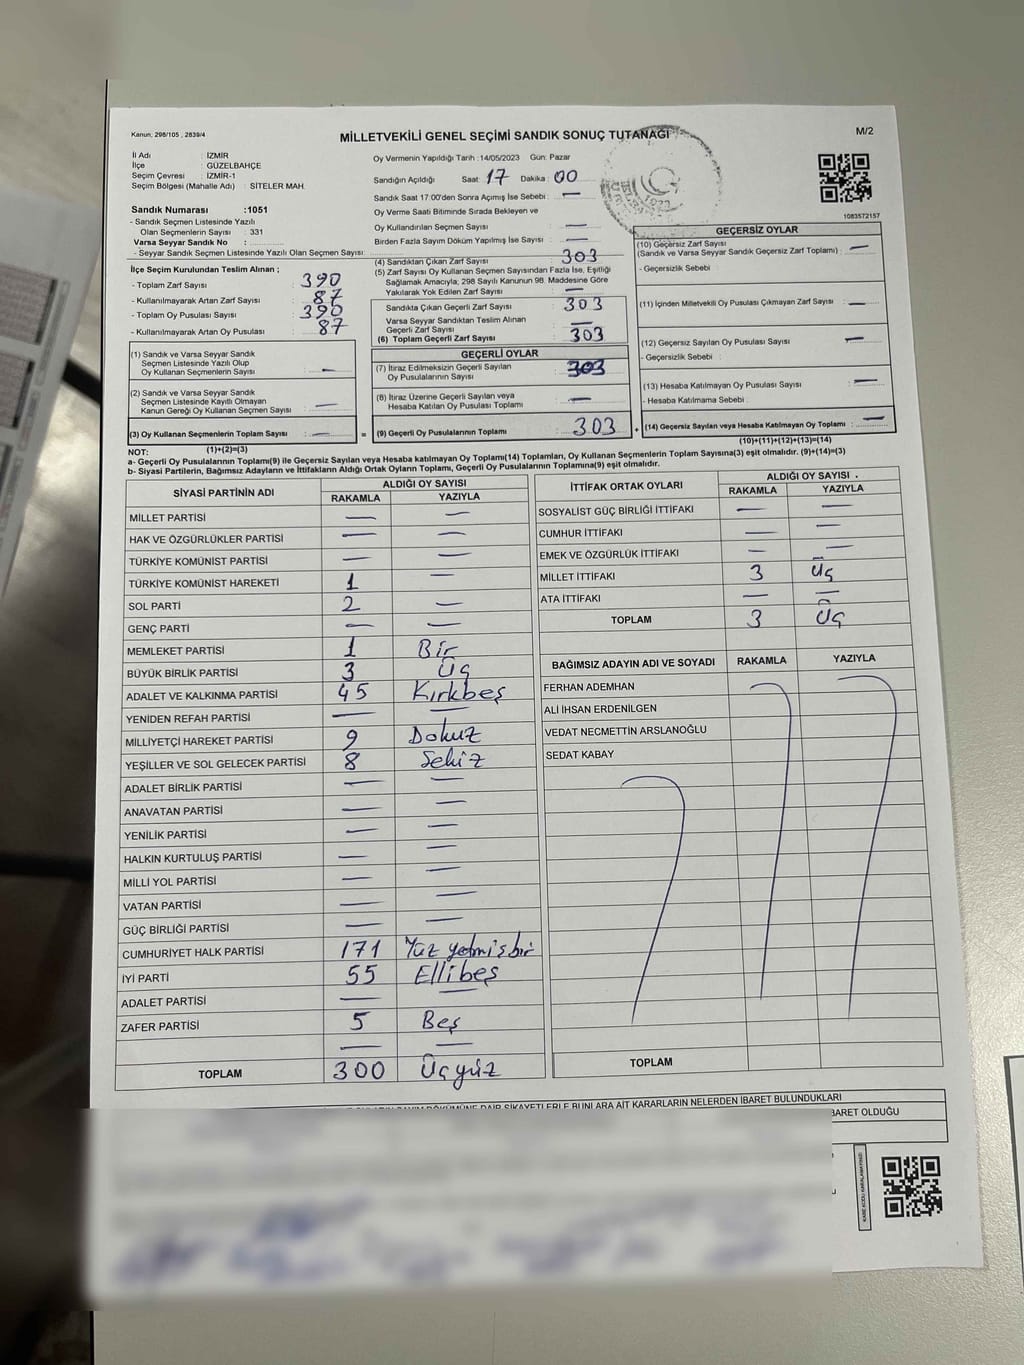 Kanun; 298/105 , 2839/4
MİLLETVEKİLİ GENEL SEÇİMİ SANDIK SONUÇ TUTANAĞI
M/2
İl Adı : İZMİR
İlçe : GÜZELBAHÇE
Seçim Çevresi : İZMİR-1
Seçim Bölgesi (Mahalle Adı) : SİTELER MAH.
Oy Vermenin Yapıldığı Tarih :14/05/2023 Gün: Pazar
Sandığın Açıldığı Saat: 17 Dakika: 00
Sandık Saat 17:00'den Sonra Açımış İse Sebebi : —
Oy Verme Saati Bitiminde Sırada Bekleyen ve
Oy Kullandırılan Seçmen Sayısı : —
Birden Fazla Sayım Döküm Yapılmış İse Sayısı : —
1083572157
Sandık Numarası :1051
- Sandık Seçmen Listesinde Yazılı
Olan Seçmenlerin Sayısı : 331
Varsa Seyyar Sandık No :
- Seyyar Sandık Seçmen Listesinde Yazılı Olan Seçmen Sayısı:
İlçe Seçim Kurulundan Teslim Alınan ;
- Toplam Zarf Sayısı : 390
- Kullanılmayarak Artan Zarf Sayısı : 87
- Toplam Oy Pusulası : 390
- Kullanılmayarak Artan Oy Pusulası : 87
(4) Sandıktan Çıkan Zarf Sayısı : 303
(5) Zarf Sayısı Oy Kullanan Seçmen Sayısından Fazla İse, Eşitliği
Sağlamak Amacıyla; 298 Sayılı Kanunun 98. Maddesine Göre
Yakılarak Yok Edilen Zarf Sayısı : —
Sandıkta Çıkan Geçerli Zarf Sayısı : 303
Varsa Seyyar Sandıktan Teslim Alınan
Geçerli Zarf Sayısı : —
(6) Toplam Geçerli Zarf Sayısı : 303
GEÇERSİZ OYLAR
(10) Geçersiz Zarf Sayısı
(Sandık ve Varsa Seyyar Sandık Geçersiz Zarf Toplamı) : —
- Geçersizlik Sebebi :
(11) İçinden Milletvekili Oy Pusulası Çıkmayan Zarf Sayısı : —
(12) Geçersiz Sayılan Oy Pusulası Sayısı : —
- Geçersizlik Sebebi :
(13) Hesaba Katılmayan Oy Pusulası Sayısı : —
- Hesaba Katılmama Sebebi :
(14) Geçersiz Sayılan veya Hesaba Katılmayan Oy Toplamı : —
(10)+(11)+(12)+(13)=(14)
(1) Sandık ve Varsa Seyyar Sandık
Seçmen Listesinde Yazılı Olup
Oy Kullanan Seçmenlerin Sayısı : —
(2) Sandık ve Varsa Seyyar Sandık
Seçmen Listesinde Kayıtlı Olmayan
Kanun Gereği Oy Kullanan Seçmen Sayısı : —
(3) Oy Kullanan Seçmenlerin Toplam Sayısı : —
(1)+(2)=(3)
GEÇERLİ OYLAR
(7) İtiraz Edilmeksizin Geçerli Sayılan
Oy Pusulalarının Sayısı : 303
(8) İtiraz Üzerine Geçerli Sayılan veya
Hesaba Katılan Oy Pusulası Toplamı : —
= (9) Geçerli Oy Pusulalarının Toplamı : 303 +
NOT:
a- Geçerli Oy Pusulalarının Toplamı(9) ile Geçersiz Sayılan veya Hesaba katılmayan Oy Toplamı(14) Toplamları, Oy Kullanan Seçmenlerin Toplam Sayısına(3) eşit olmalıdır. (9)+(14)=(3)
b- Siyasi Partilerin, Bağımsız Adayların ve İttifakların Aldığı Ortak Oyların Toplamı, Geçerli Oy Pusulalarının Toplamına(9) eşit olmalıdır.
SİYASİ PARTİNİN ADI ALDIĞI OY SAYISI
RAKAMLA YAZIYLA
MİLLET PARTİSİ — —
HAK VE ÖZGÜRLÜKLER PARTİSİ — —
TÜRKİYE KOMÜNİST PARTİSİ — —
TÜRKİYE KOMÜNİST HAREKETİ 1 —
SOL PARTİ 2 —
GENÇ PARTİ — —
MEMLEKET PARTİSİ 1 Bir
BÜYÜK BİRLİK PARTİSİ 3 Üç
ADALET VE KALKINMA PARTİSİ 45 Kırkbeş
YENİDEN REFAH PARTİSİ — —
MİLLİYETÇİ HAREKET PARTİSİ 9 Dokuz
YEŞİLLER VE SOL GELECEK PARTİSİ 8 Sekiz
ADALET BİRLİK PARTİSİ — —
ANAVATAN PARTİSİ — —
YENİLİK PARTİSİ — —
HALKIN KURTULUŞ PARTİSİ — —
MİLLİ YOL PARTİSİ — —
VATAN PARTİSİ — —
GÜÇ BİRLİĞİ PARTİSİ — —
CUMHURİYET HALK PARTİSİ 171 Yüz yetmişbir
İYİ PARTİ 55 Ellibeş
ADALET PARTİSİ — —
ZAFER PARTİSİ 5 Beş
— —
TOPLAM 300 Üçyüz
İTTİFAK ORTAK OYLARI ALDIĞI OY SAYISI
RAKAMLA YAZIYLA
SOSYALİST GÜÇ BİRLİĞİ İTTİFAKI — —
CUMHUR İTTİFAKI — —
EMEK VE ÖZGÜRLÜK İTTİFAKI — —
MİLLET İTTİFAKI 3 Üç
ATA İTTİFAKI — —
TOPLAM 3 Üç
BAĞIMSIZ ADAYIN ADI VE SOYADI RAKAMLA YAZIYLA
FERHAN ADEMHAN
ALİ İHSAN ERDENİLGEN
VEDAT NECMETTİN ARSLANOĞLU
SEDAT KABAY
TOPLAM
DÖKÜMÜNE DAİR ŞİKAYETLERLE BUNLARA AİT KARARLARIN NELERDEN İBARET BULUNDUKLARI
BARET OLDUĞU